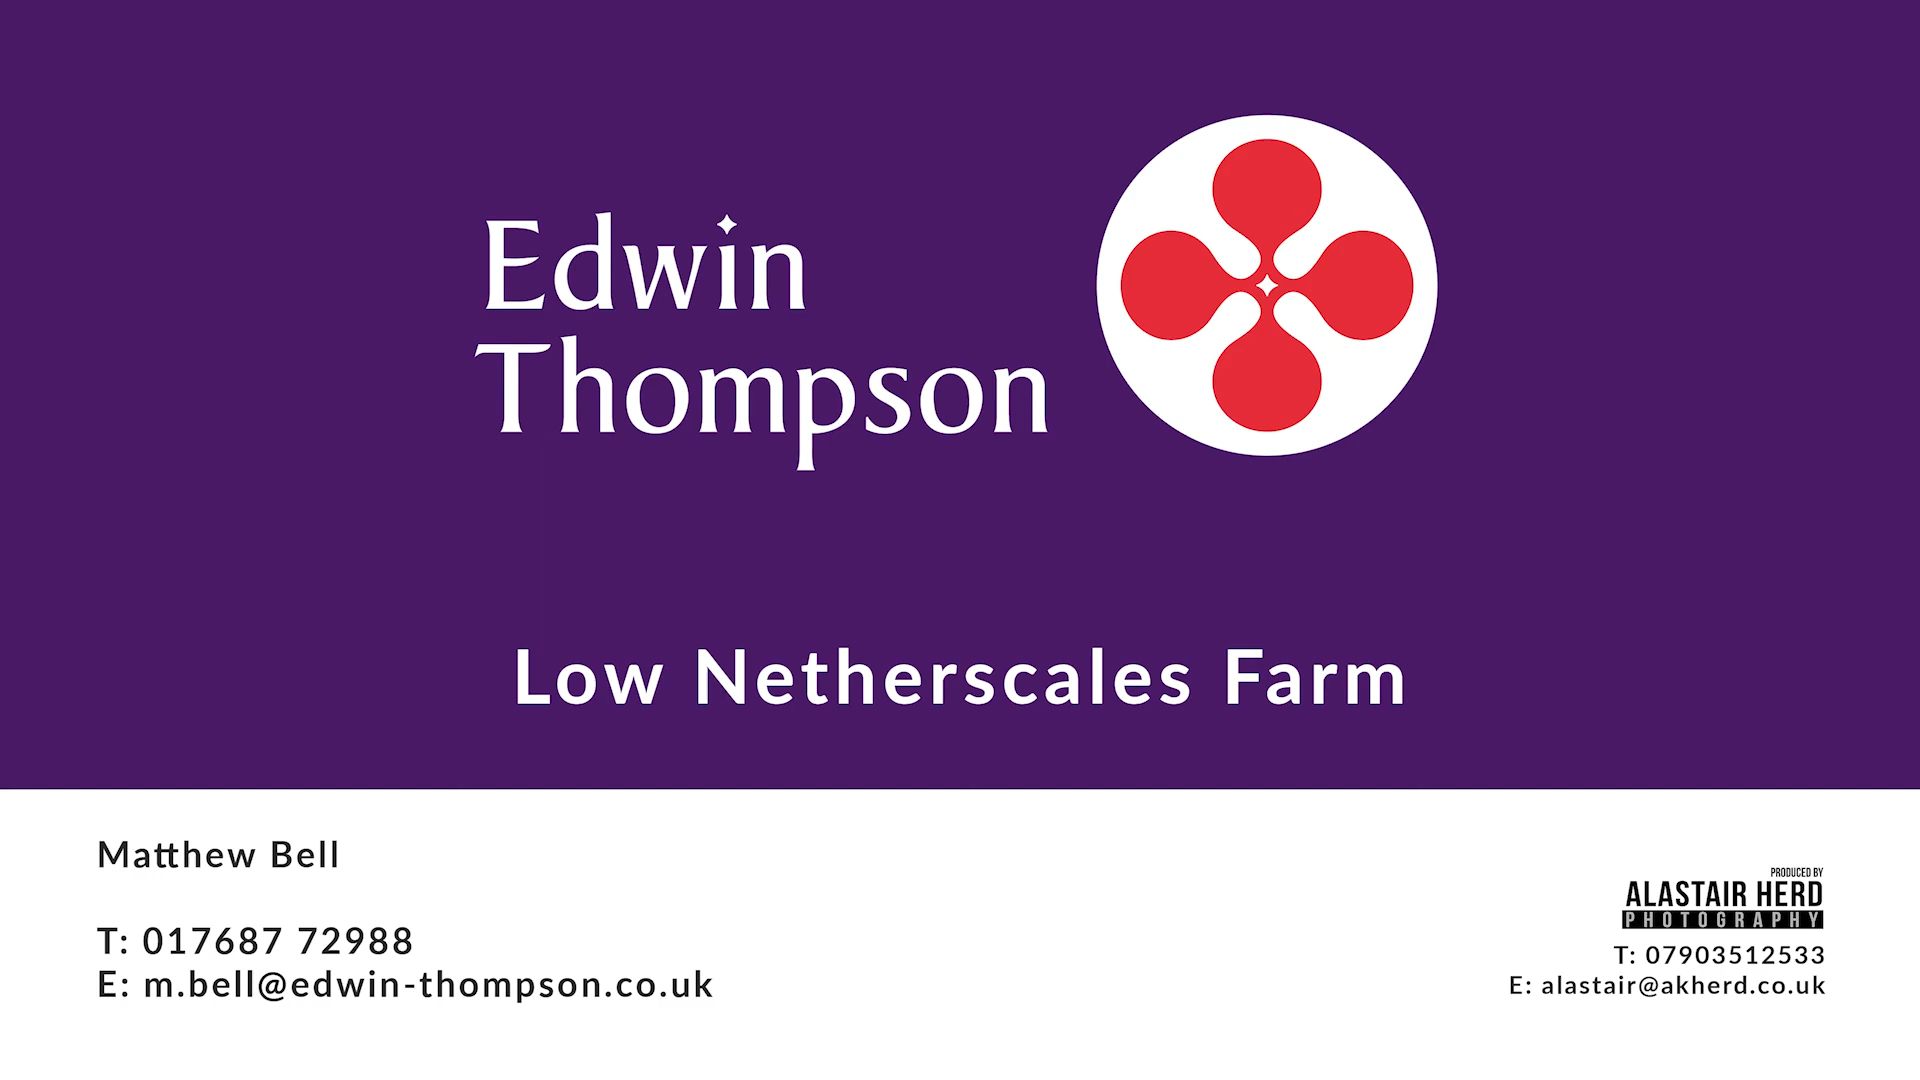 Edwin
Thompson
Low Netherscales Farm
Matthew Bell
T: 017687 72988
E: m.bell@edwin-thompson.co.uk
PRODUCED BY
ALASTAIR HERD
PHOTOGRAPHY
T: 07903512533
E: alastair@akherd.co.uk